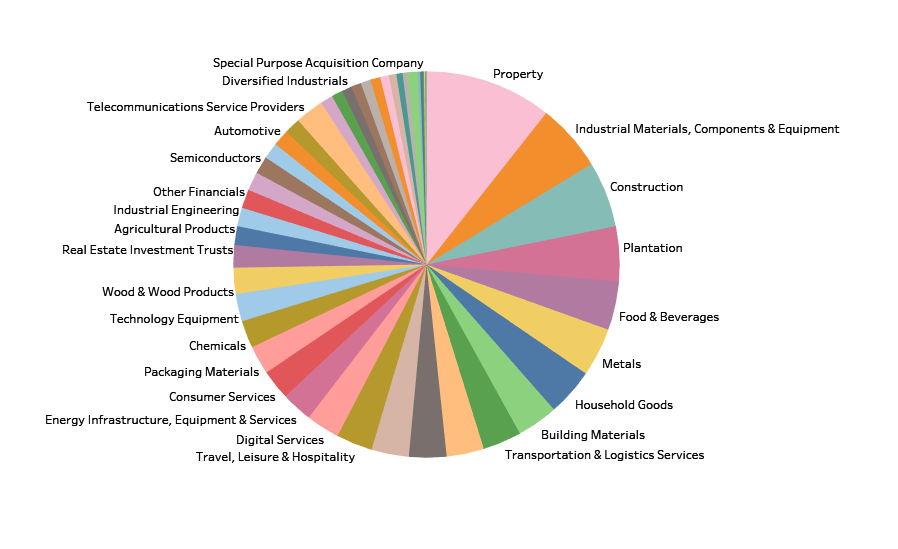 Special Purpose Acquisition Company
Property
Diversified Industrials
Telecommunications Service Providers
Industrial Materials, Components & Equipment
Automotive
Semiconductors
Construction
Other Financials
Industrial Engineering
Agricultural Products
Plantation
Real Estate Investment Trusts
Wood & Wood Products
Food & Beverages
Technology Equipment
Chemicals
Metals
Packaging Materials
Consumer Services
Household Goods
Energy Infrastructure, Equipment & Services
Building Materials
Digital Services
Transportation & Logistics Services
Travel, Leisure & Hospitality